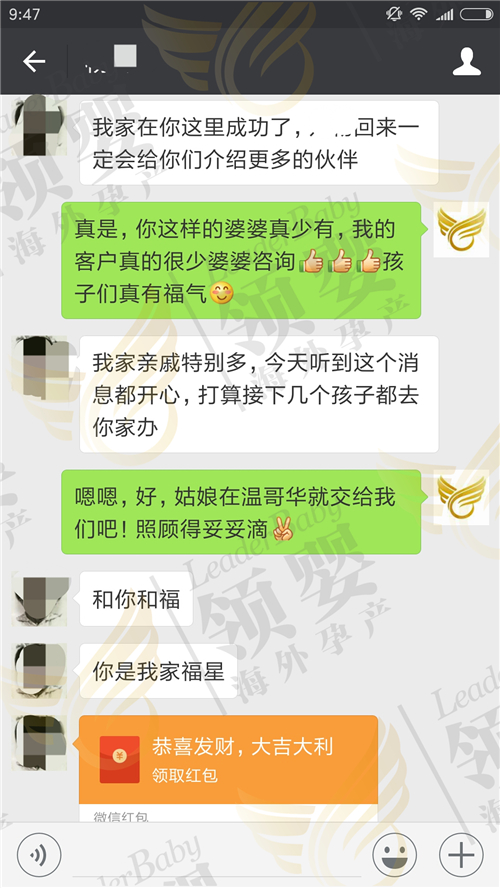 9:47
我家在你这里成功了，
回来一
定会给你们介绍更多的伙伴
真是，你这样的婆婆真少有，我的
客户真的很少婆婆咨询👍👍👍孩
子们真有福气😊
我家亲戚特别多，今天听到这个消
息都开心，打算接下几个孩子都去
你家办
嗯嗯，好，姑娘在温哥华就交给我
们吧！照顾得妥妥滴✌
和你和福
你是我家福星
恭喜发财，大吉大利
领取红包
微信红包
LeaderBaby
领婴
海外孕产